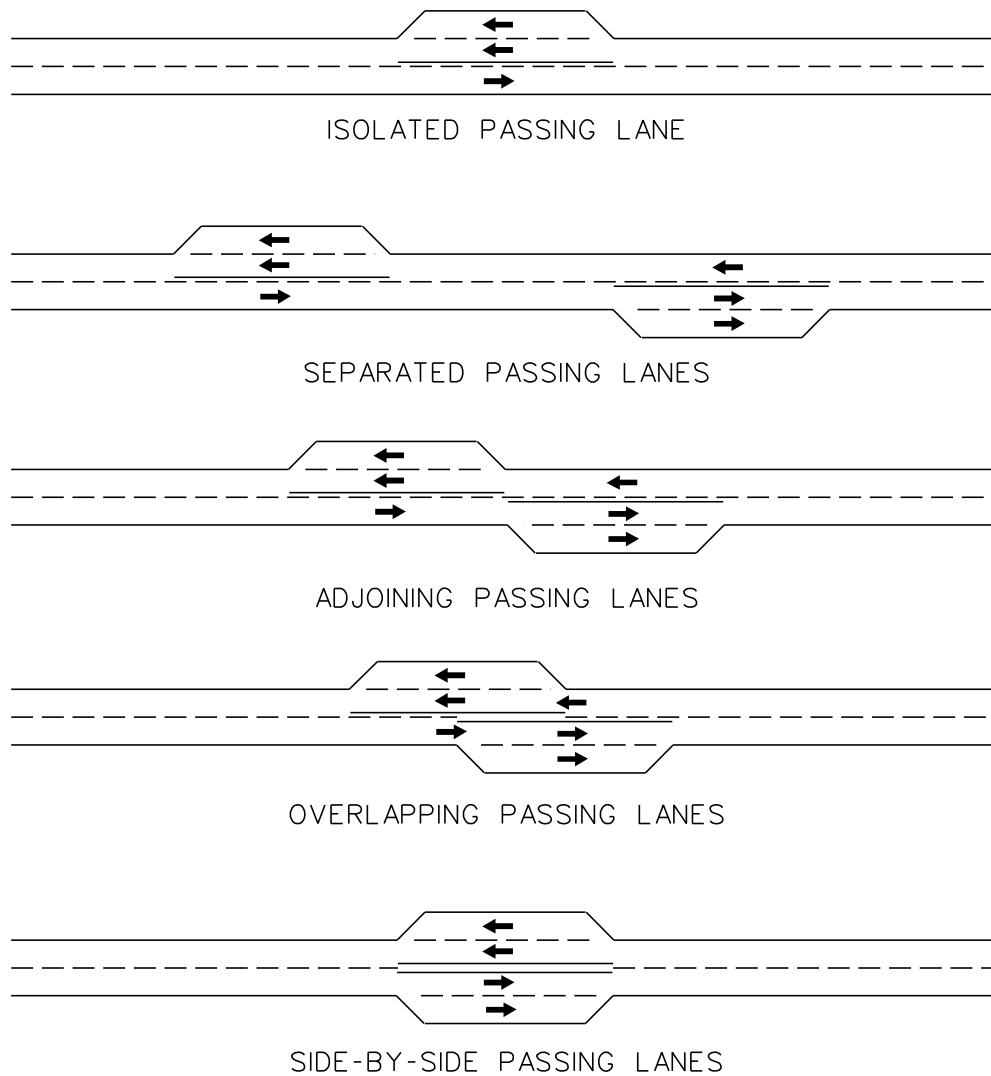 ISOLATED PASSING LANE
SEPARATED PASSING LANES
ADJOINING PASSING LANES
OVERLAPPING PASSING LANES
SIDE-BY-SIDE PASSING LANES